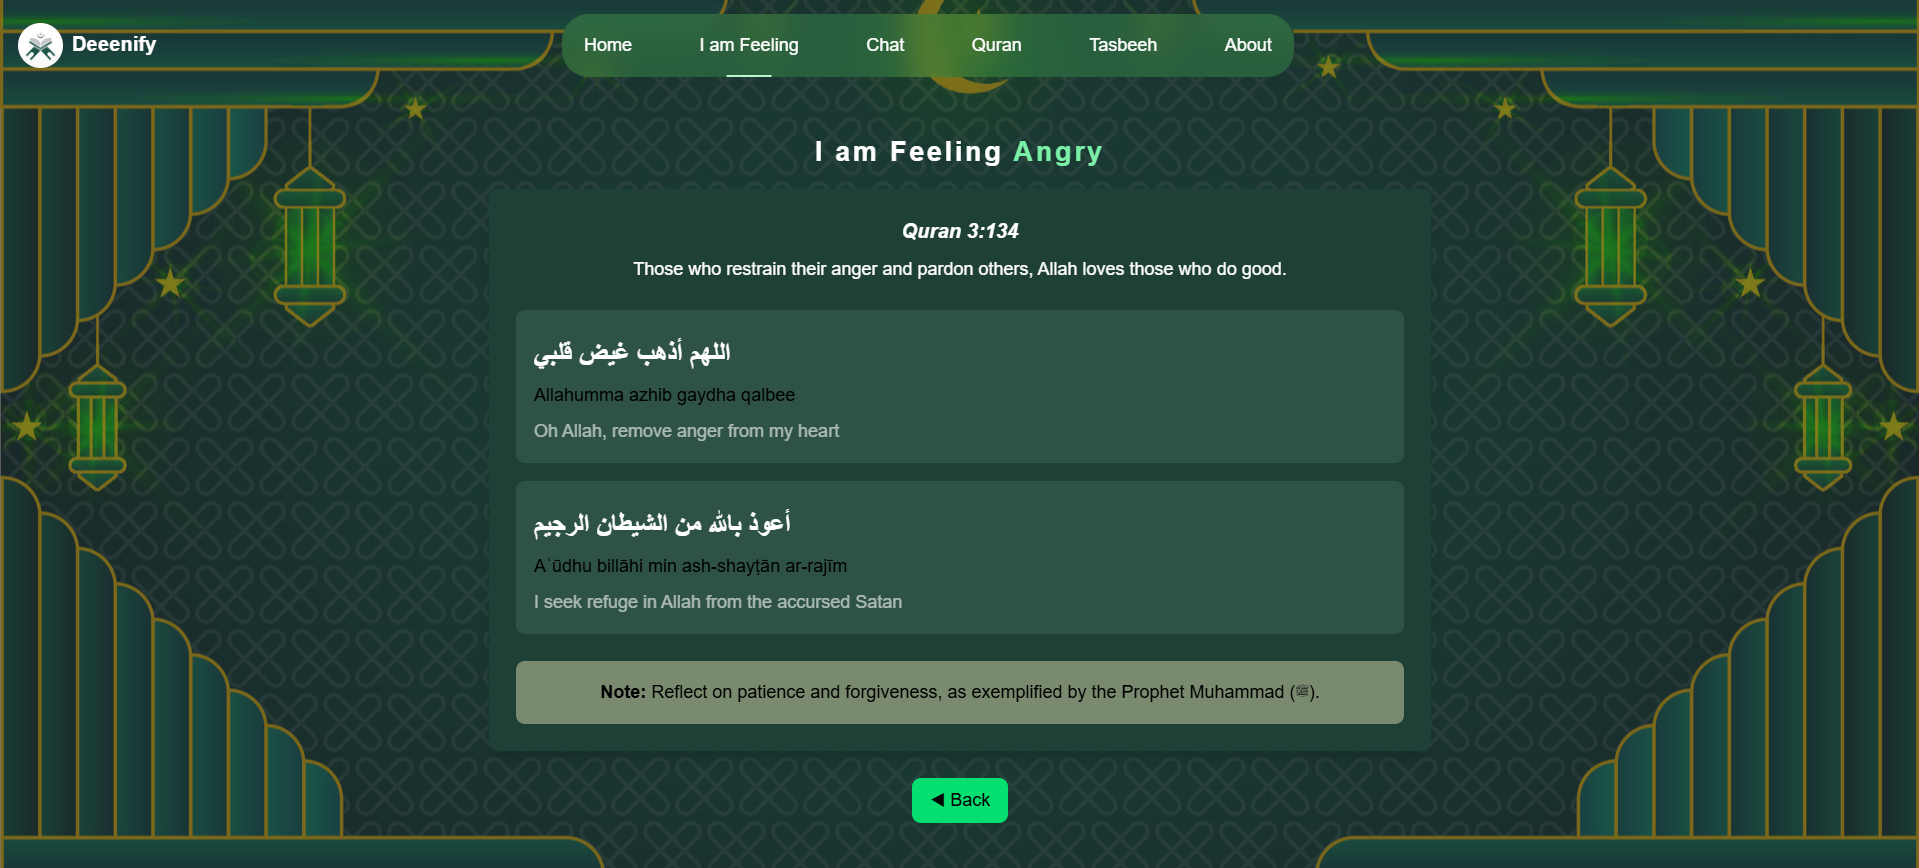 Deeenify
Home
I am Feeling
Chat
Quran
Tasbeeh
About
I am Feeling Angry
Quran 3:134
Those who restrain their anger and pardon others, Allah loves those who do good.
اللهم أذهب غيض قلبي
Allahumma azhib gaydha qalbee
Oh Allah, remove anger from my heart
أعوذ بالله من الشيطان الرجيم
Aʿūdhu billāhi min ash-shayṭān ar-rajīm
I seek refuge in Allah from the accursed Satan
Note: Reflect on patience and forgiveness, as exemplified by the Prophet Muhammad (ﷺ).
◄ Back